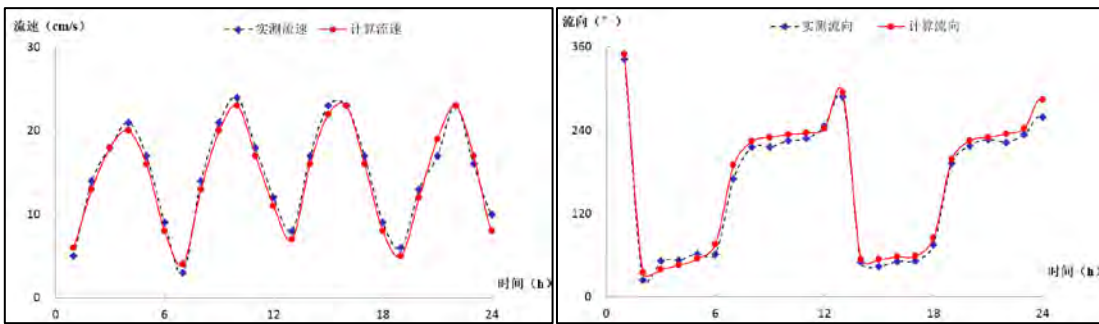 流速（cm/s）
实测流速 计算流速
30
20
10
0
时间（h）
0 6 12 18 24
流向（°）
实测流向 计算流向
360
240
120
0
时间（h）
0 6 12 18 24